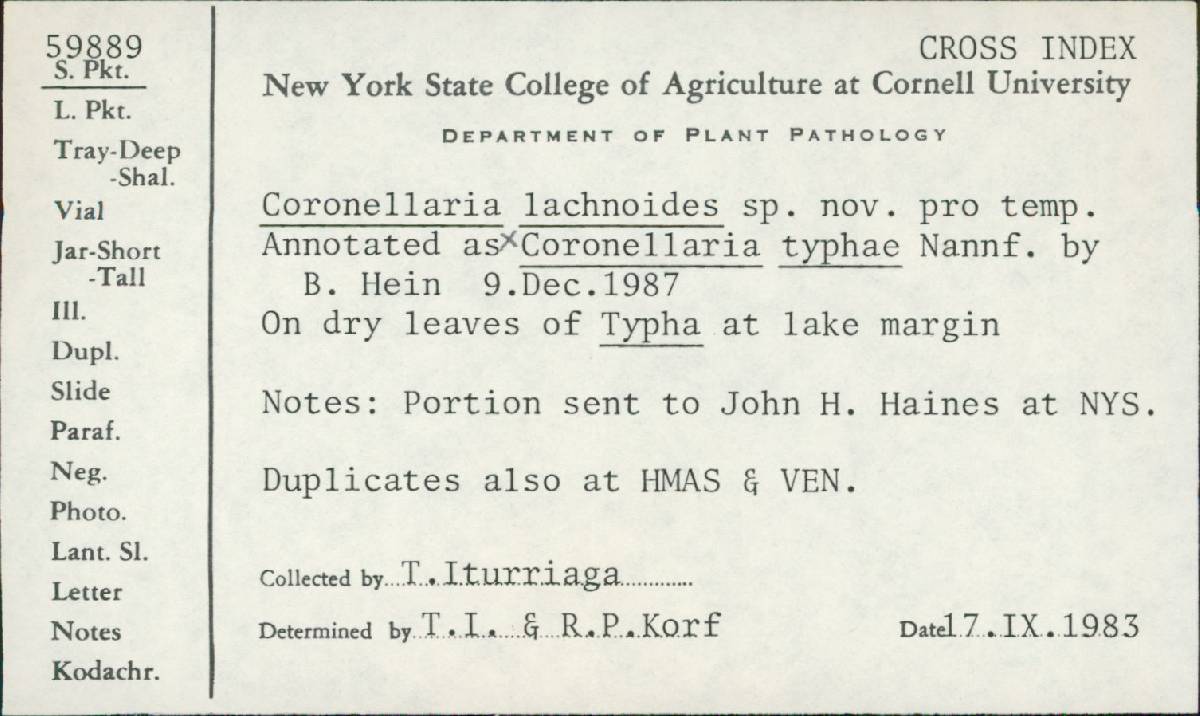 59889
S. Pkt.
L. Pkt.
Tray-Deep
-Shal.
Vial
Jar-Short
-Tall
Ill.
Dupl.
Slide
Paraf.
Neg.
Photo.
Lant. Sl.
Letter
Notes
Kodachr.
CROSS INDEX
New York State College of Agriculture at Cornell University
DEPARTMENT OF PLANT PATHOLOGY
Coronellaria lachnoides sp. nov. pro temp.
Annotated as ×Coronellaria typhae Nannf. by
B. Hein 9.Dec.1987
On dry leaves of Typha at lake margin
Notes: Portion sent to John H. Haines at NYS.
Duplicates also at HMAS & VEN.
Collected by T.Iturriaga
Determined by T.I. & R.P.Korf Date 17.IX.1983